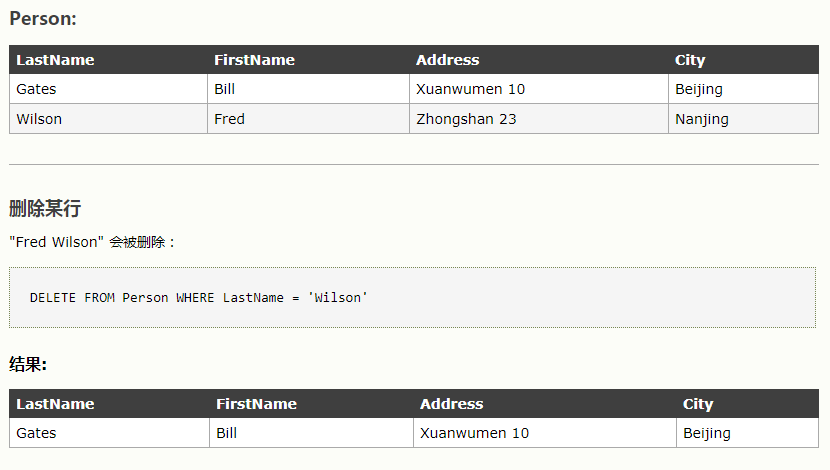 Person:
LastName FirstName Address City
Gates Bill Xuanwumen 10 Beijing
Wilson Fred Zhongshan 23 Nanjing
删除某行
"Fred Wilson" 会被删除：
DELETE FROM Person WHERE LastName = 'Wilson'
结果:
LastName FirstName Address City
Gates Bill Xuanwumen 10 Beijing